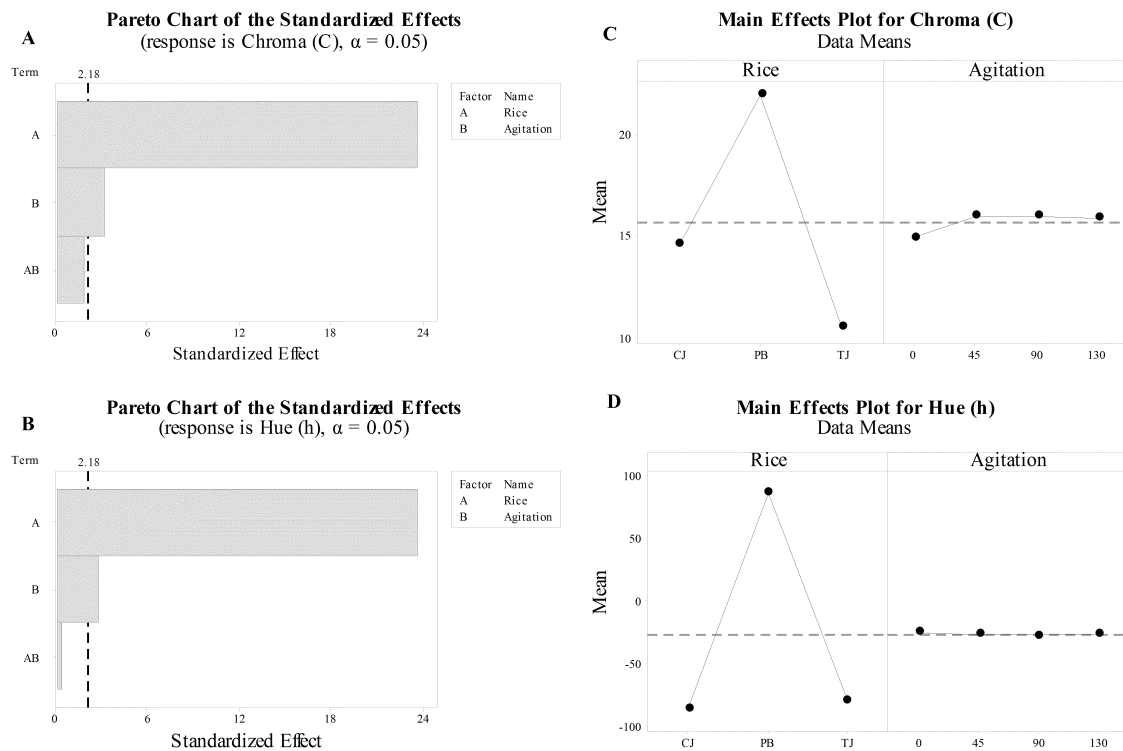 A
Pareto Chart of the Standardized Effects
(response is Chroma (C), α = 0.05)
Term
2.18
A
B
AB
0 6 12 18 24
Standardized Effect
Factor Name
A Rice
B Agitation
C
Main Effects Plot for Chroma (C)
Data Means
Rice Agitation
Mean
20
15
10
CJ PB TJ 0 45 90 130
B
Pareto Chart of the Standardized Effects
(response is Hue (h), α = 0.05)
Term
2.18
A
B
AB
0 6 12 18 24
Standardized Effect
Factor Name
A Rice
B Agitation
D
Main Effects Plot for Hue (h)
Data Means
Rice Agitation
Mean
100
50
0
-50
-100
CJ PB TJ 0 45 90 130